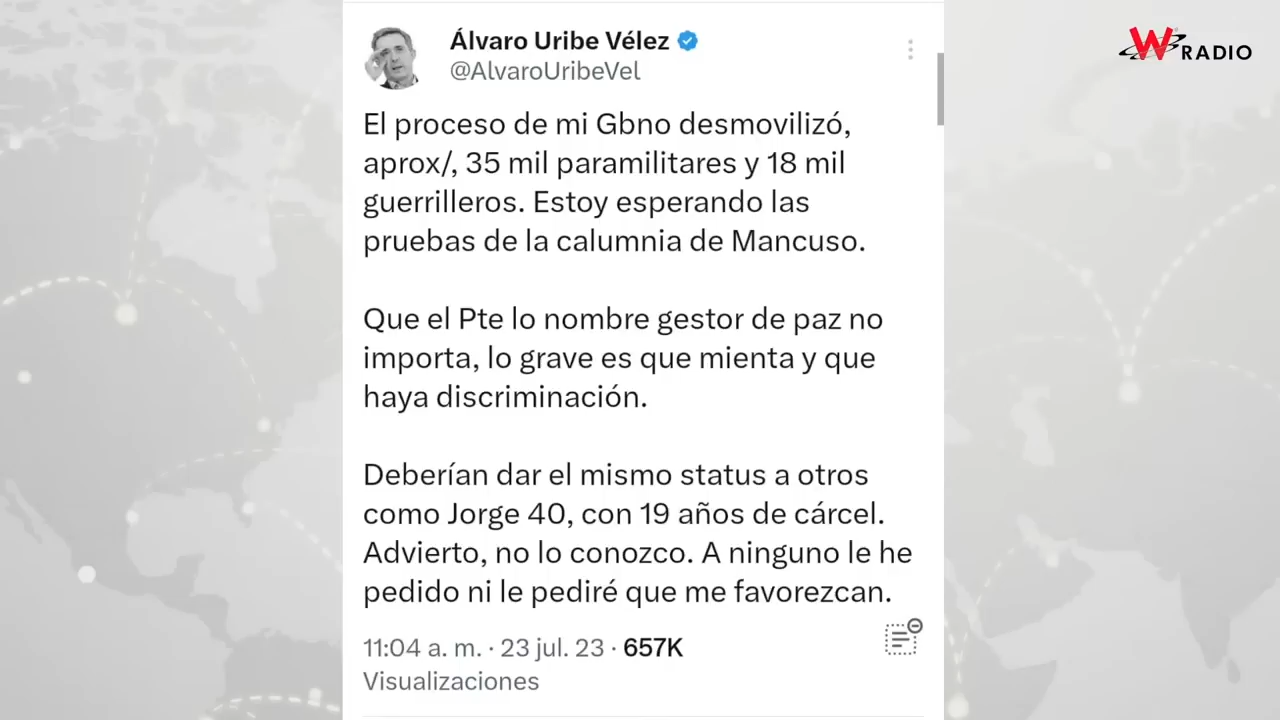 Álvaro Uribe Vélez
@AlvaroUribeVel
W RADIO
El proceso de mi Gbno desmovilizó,
aprox/, 35 mil paramilitares y 18 mil
guerrilleros. Estoy esperando las
pruebas de la calumnia de Mancuso.
Que el Pte lo nombre gestor de paz no
importa, lo grave es que mienta y que
haya discriminación.
Deberían dar el mismo status a otros
como Jorge 40, con 19 años de cárcel.
Advierto, no lo conozco. A ninguno le he
pedido ni le pediré que me favorezcan.
11:04 a. m. · 23 jul. 23 · 657K
Visualizaciones